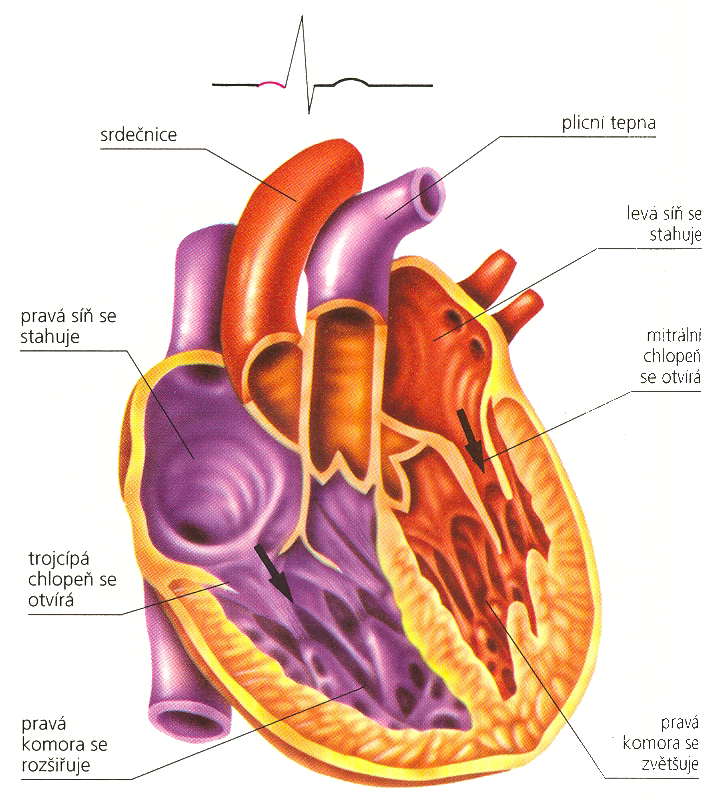 srdečnice
plicní tepna
levá síň se
stahuje
pravá síň se
stahuje
mitrální
chlopeň
se otvírá
trojcípá
chlopeň se
otvírá
pravá
komora se
rozšiřuje
pravá
komora se
zvětšuje